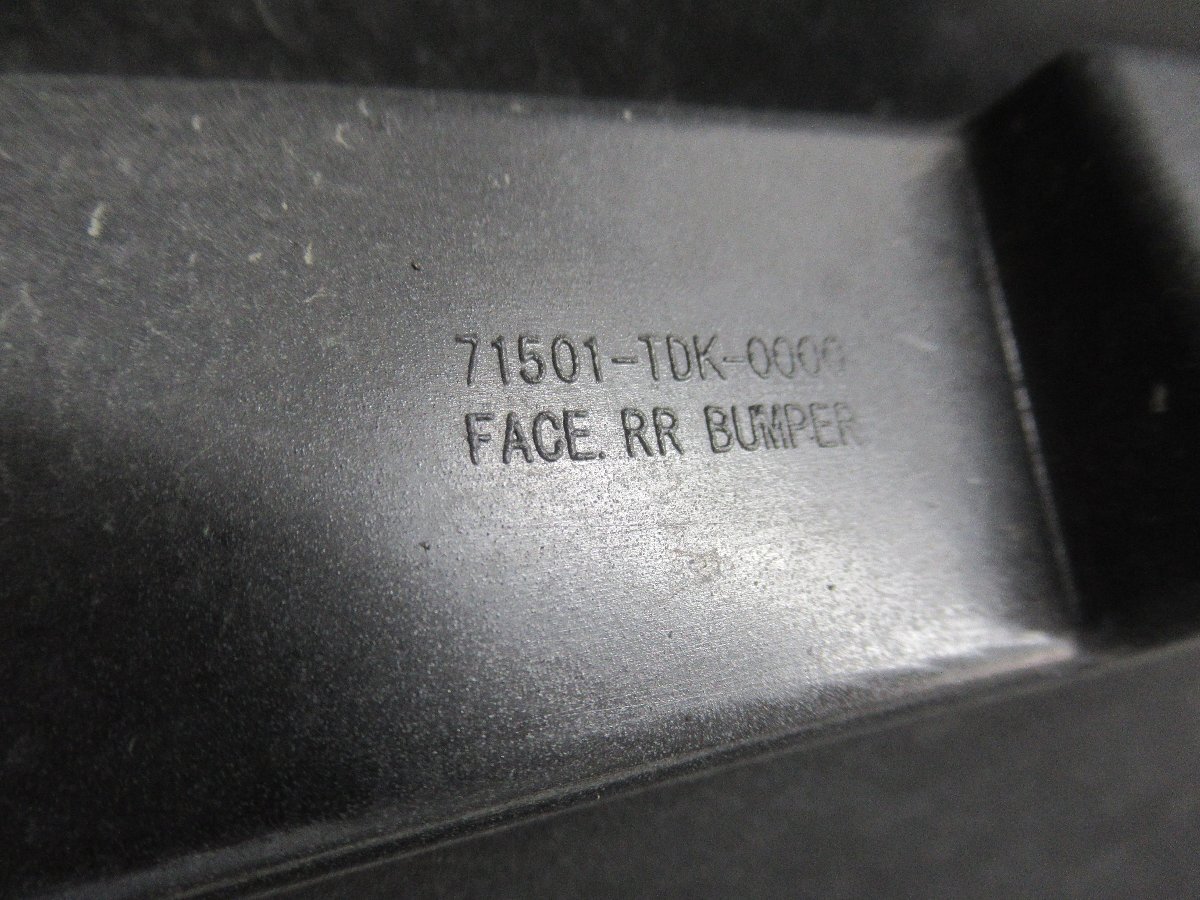 71501-TDK-0000
FACE. RR BUMPER